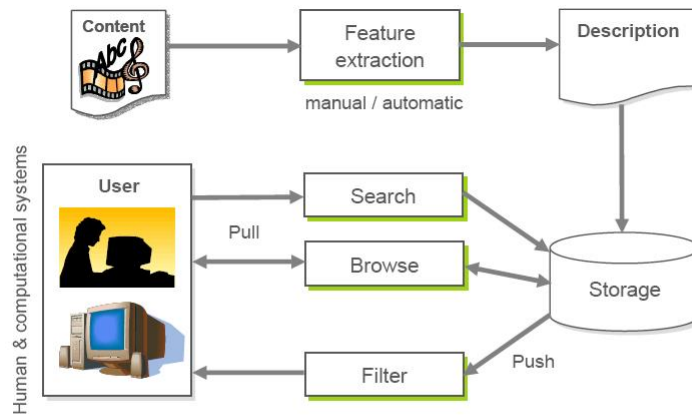 Content
Abc
Feature
extraction
Description
manual / automatic
Human & computational systems
User
Search
Pull
Browse
Storage
Push
Filter